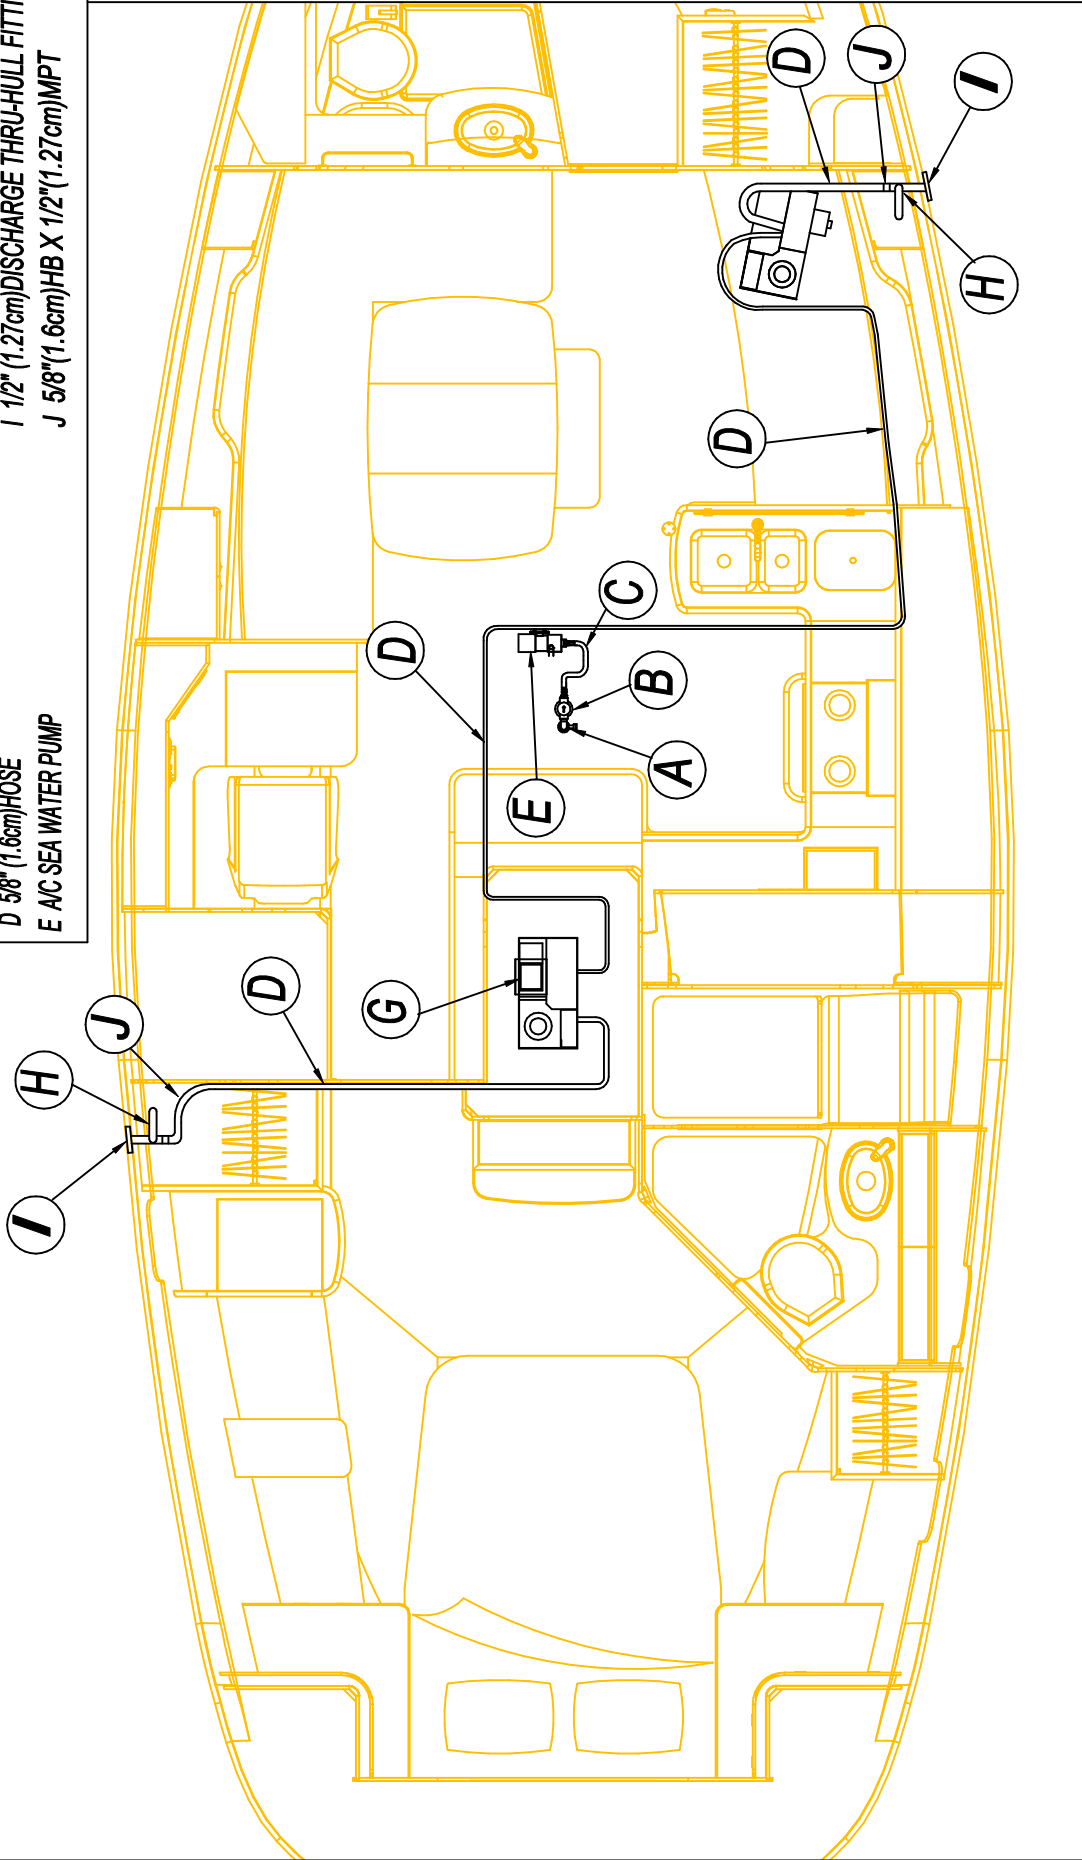 D 5/8" (1.6cm)HOSE
E A/C SEA WATER PUMP
I 1/2" (1.27cm)DISCHARGE THRU-HULL
J 5/8"(1.6cm)HB X 1/2"(1.27cm)MPT
I
H
J
D
G
D
E
A
B
C
D
D
J
I
H